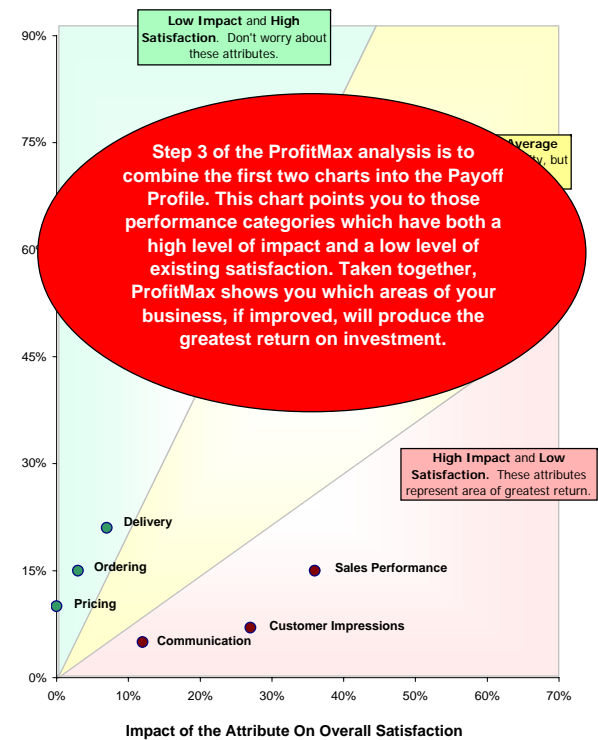 90%
Low Impact and High
Satisfaction. Don't worry about
these attributes.
75%
Average
but
Step 3 of the ProfitMax analysis is to
combine the first two charts into the Payoff
Profile. This chart points you to those
performance categories which have both a
high level of impact and a low level of
existing satisfaction. Taken together,
ProfitMax shows you which areas of your
business, if improved, will produce the
greatest return on investment.
45%
High Impact and Low
Satisfaction. These attributes
represent area of greatest return.
30%
Delivery
15%
Ordering
Sales Performance
Pricing
Customer Impressions
Communication
0%
0% 10% 20% 30% 40% 50% 60% 70%
Impact of the Attribute On Overall Satisfaction